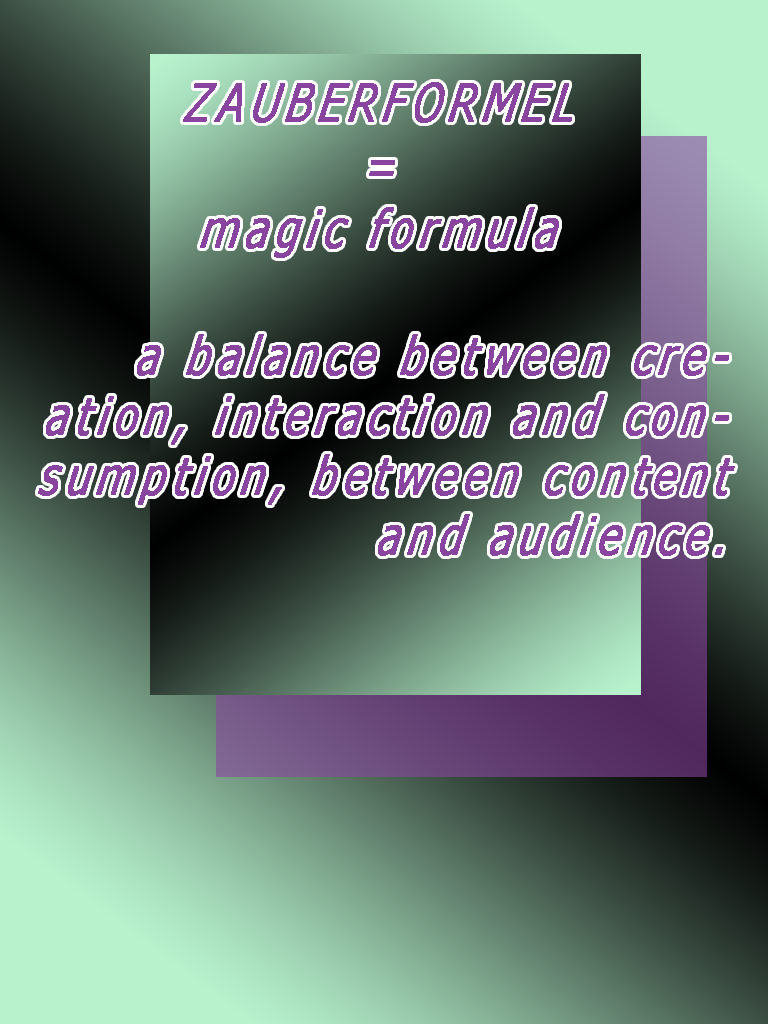 ZAUBERFORMEL
=
magic formula
a balance between cre-
ation, interaction and con-
sumption, between content
and audience.